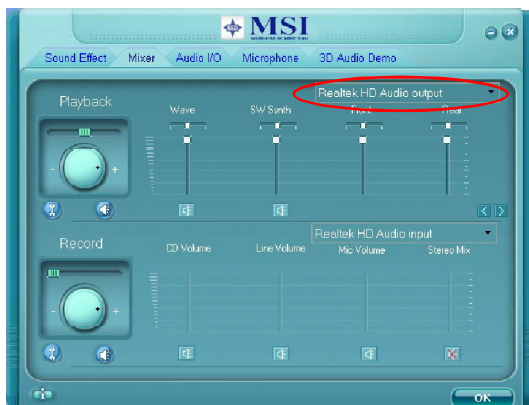 MSI
Sound Effect Mixer Audio I/O Microphone 3D Audio Demo
Realtek HD Audio output
Playback
Wave SW Synth Front Rear
- +
Realtek HD Audio input
Record
CD Volume Line Volume Mic Volume Stereo Mix
- +
OK